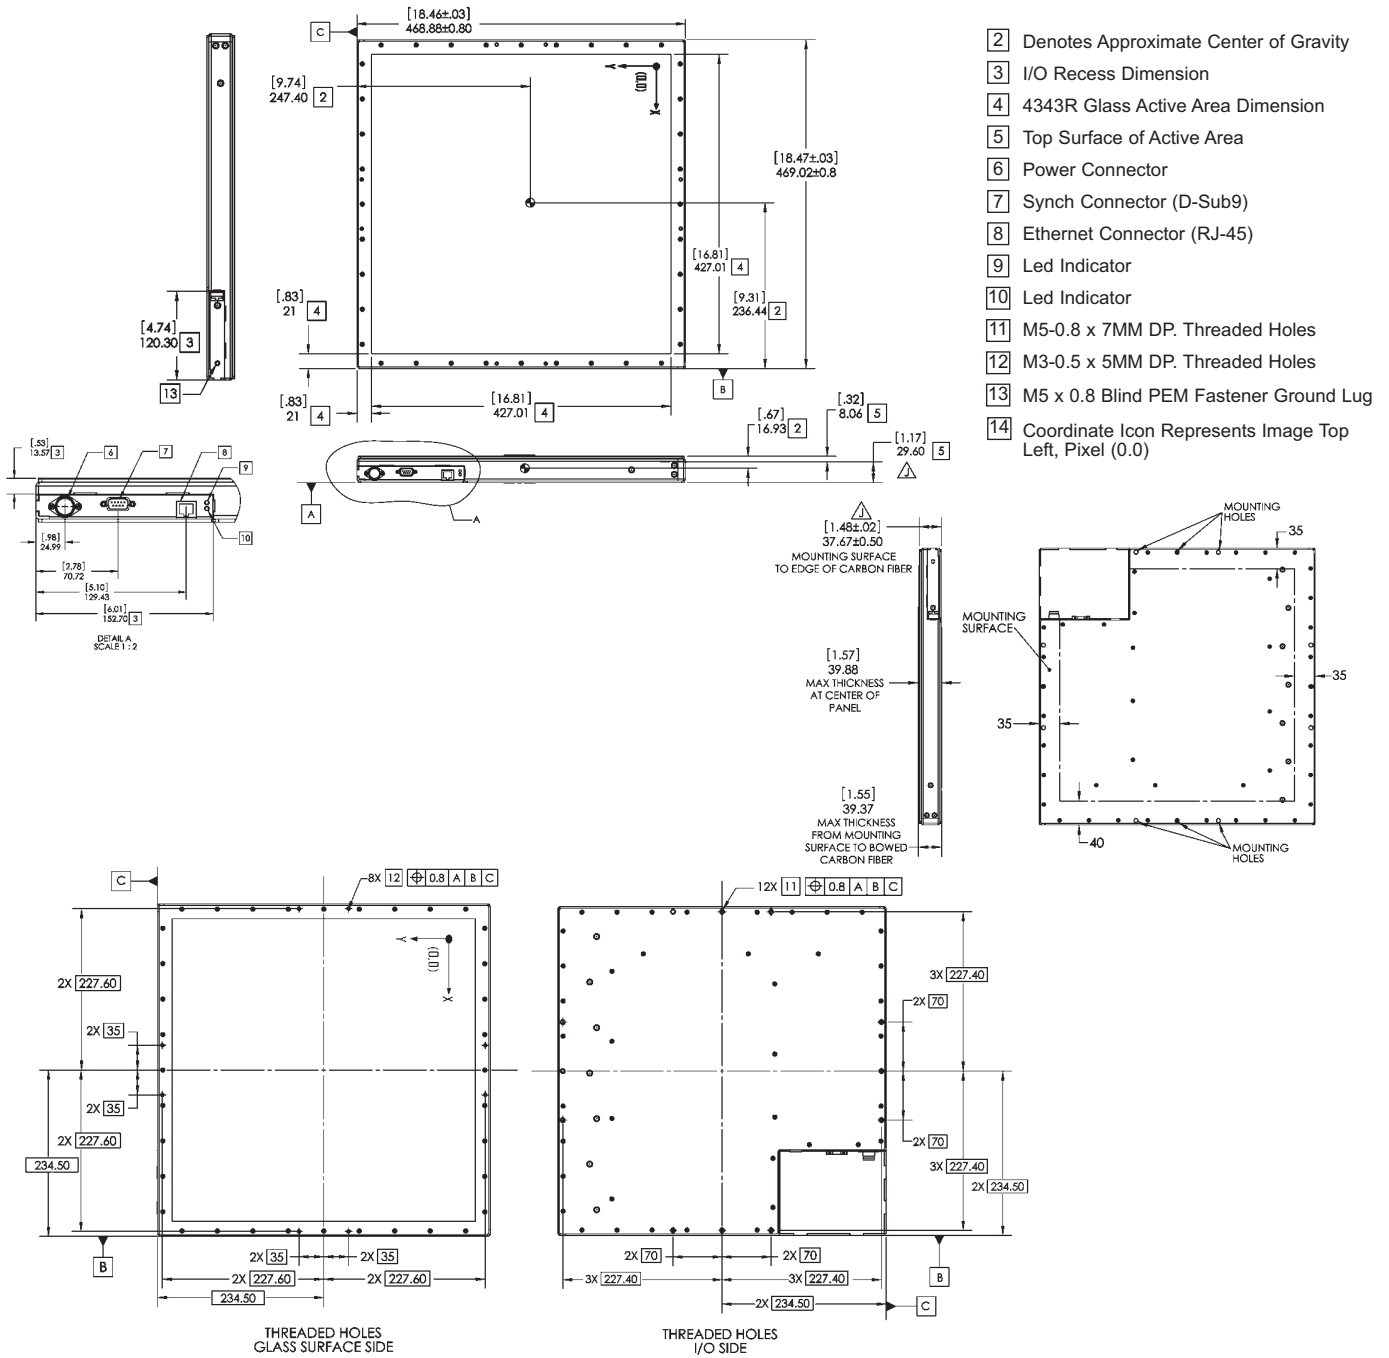 [18.46±.03]
468.88±0.80
C
[9.74]
247.40 2
Y
(0,0)
X
[18.47±.03]
469.02±0.8
[16.81]
427.01 4
[9.31]
236.44 2
[.83]
21 4
[4.74]
120.30 3
13
B
[.83]
21 4
[16.81]
427.01 4
[.67]
16.93 2
[.32]
8.06 5
[1.17]
29.60 5
J
A
A
2 Denotes Approximate Center of Gravity
3 I/O Recess Dimension
4 4343R Glass Active Area Dimension
5 Top Surface of Active Area
6 Power Connector
7 Synch Connector (D-Sub9)
8 Ethernet Connector (RJ-45)
9 Led Indicator
10 Led Indicator
11 M5-0.8 x 7MM DP. Threaded Holes
12 M3-0.5 x 5MM DP. Threaded Holes
13 M5 x 0.8 Blind PEM Fastener Ground Lug
14 Coordinate Icon Represents Image Top
Left, Pixel (0.0)
[.53]
13.57 3
6
7
8
9
10
[.98]
24.99
[2.78]
70.72
[5.10]
129.43
[6.01]
152.70 3
DETAIL A
SCALE 1 : 2
J
[1.48±.02]
37.67±0.50
MOUNTING SURFACE
TO EDGE OF CARBON FIBER
[1.57]
39.88
MAX THICKNESS
AT CENTER OF
PANEL
[1.55]
39.37
MAX THICKNESS
FROM MOUNTING
SURFACE TO BOWED
CARBON FIBER
MOUNTING
HOLES
35
MOUNTING
SURFACE
35
35
40
MOUNTING
HOLES
C
8X 12 ⌖ 0.8 A B C
Y
(0,0)
X
2X 227.60
2X 35
2X 35
2X 227.60
234.50
B
2X 35
2X 35
2X 227.60
2X 227.60
234.50
THREADED HOLES
GLASS SURFACE SIDE
12X 11 ⌖ 0.8 A B C
3X 227.40
2X 70
2X 70
3X 227.40
2X 234.50
2X 70
2X 70
B
3X 227.40
3X 227.40
2X 234.50
C
THREADED HOLES
I/O SIDE